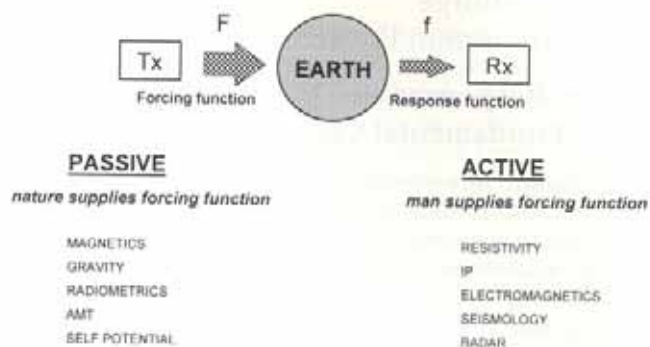 F
f
Tx
EARTH
Rx
Forcing function
Response function
PASSIVE
nature supplies forcing function
MAGNETICS
GRAVITY
RADIOMETRICS
AMT
SELF POTENTIAL
ACTIVE
man supplies forcing function
RESISTIVITY
IP
ELECTROMAGNETICS
SEISMOLOGY
RADAR